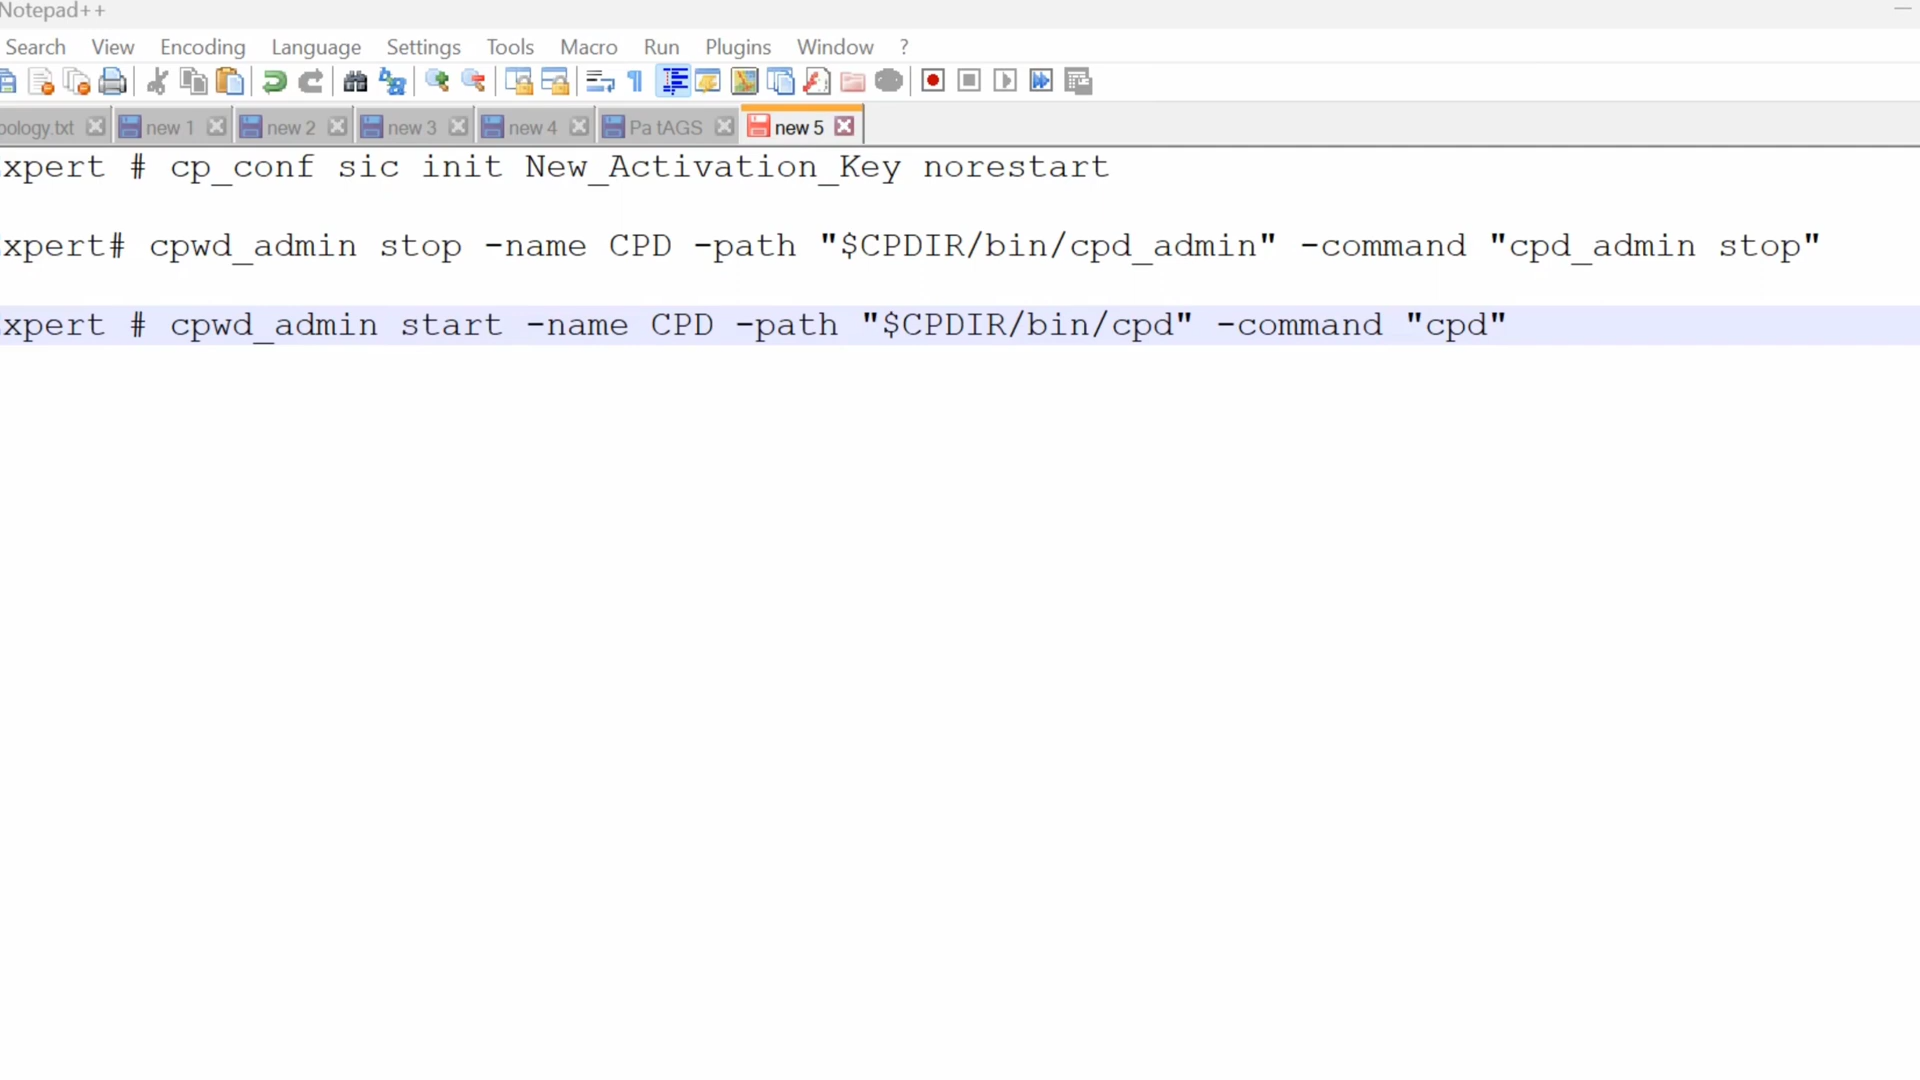 Notepad++
Search View Encoding Language Settings Tools Macro Run Plugins Window ?
pology.txt new 1 new 2 new 3 new 4 Pa tAGS new 5
xpert # cp_conf sic init New_Activation_Key norestart
xpert# cpwd_admin stop -name CPD -path "$CPDIR/bin/cpd_admin" -command "cpd_admin stop"
xpert # cpwd_admin start -name CPD -path "$CPDIR/bin/cpd" -command "cpd"